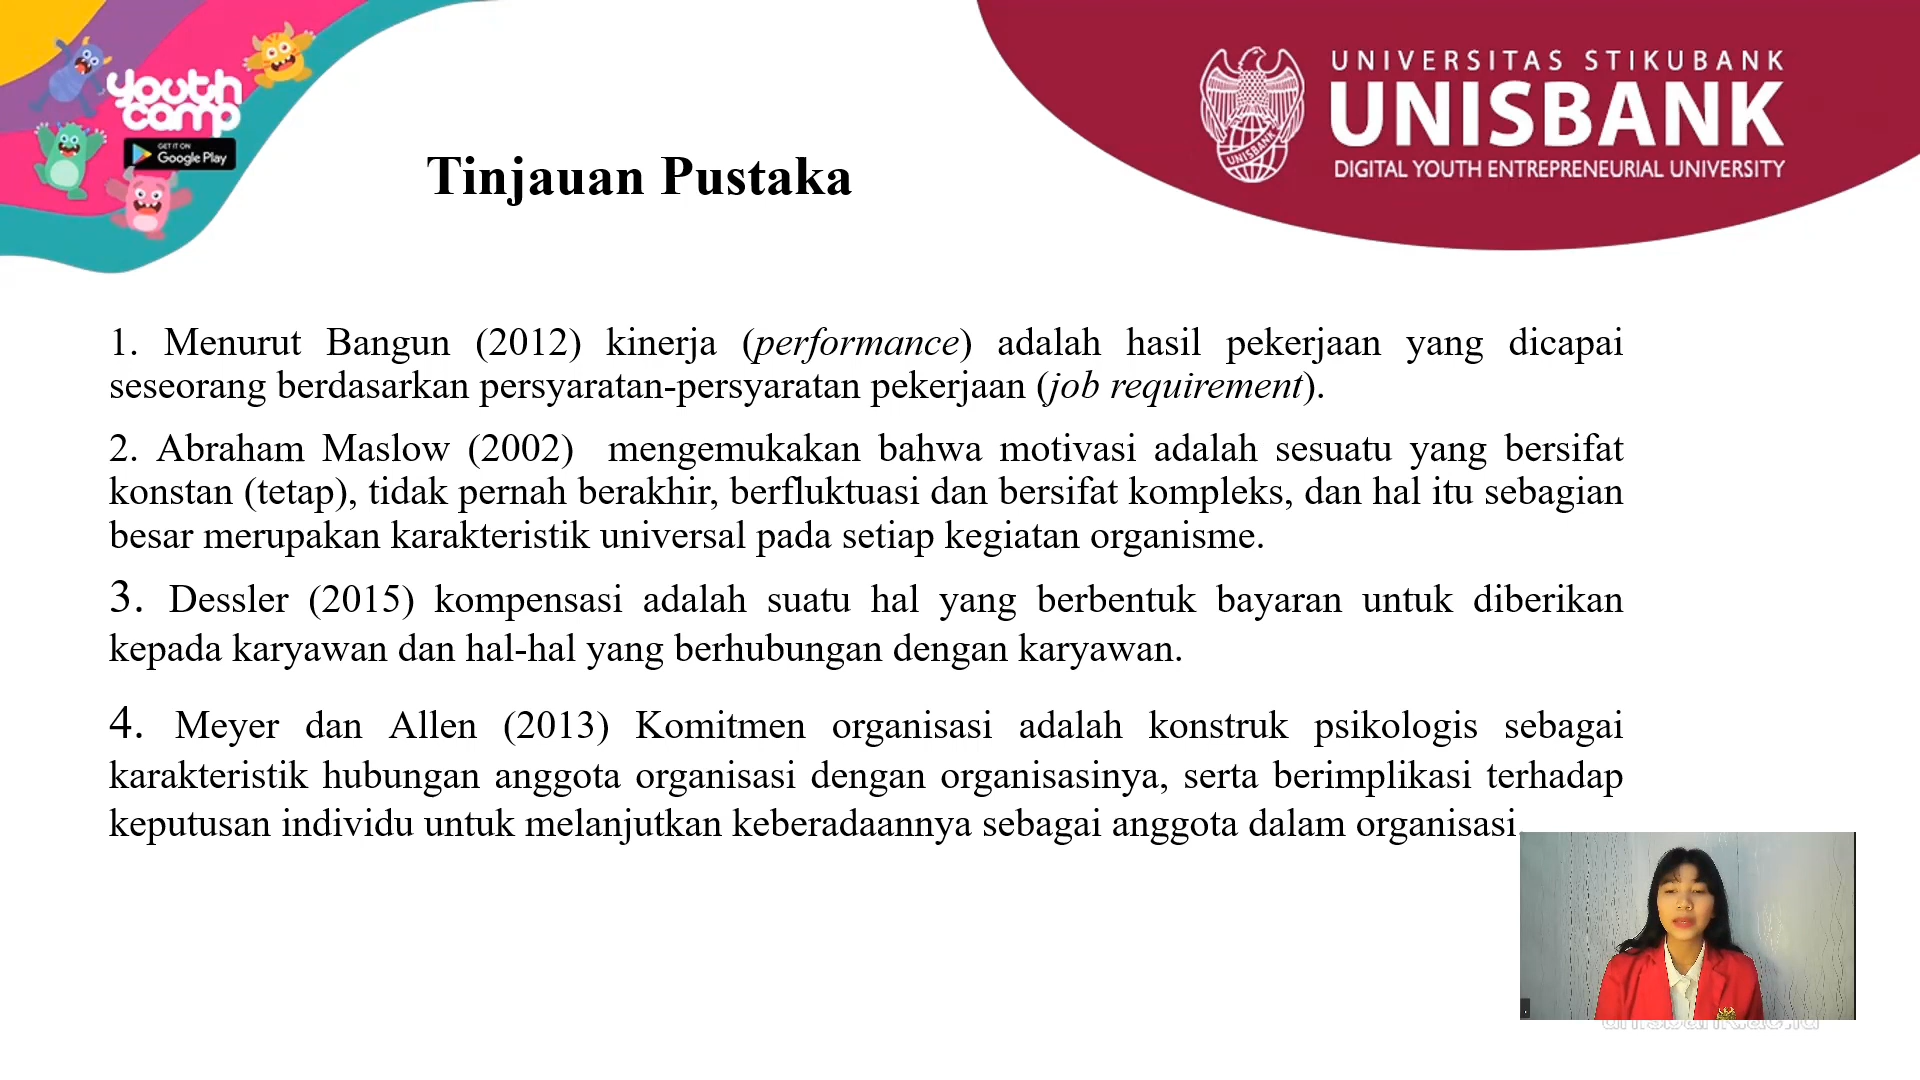 youth
camp
GET IT ON
Google Play
UNIVERSITAS STIKUBANK
UNISBANK
DIGITAL YOUTH ENTREPRENEURIAL UNIVERSITY
UNISBANK
Tinjauan Pustaka
1. Menurut Bangun (2012) kinerja (performance) adalah hasil pekerjaan yang dicapai
seseorang berdasarkan persyaratan-persyaratan pekerjaan (job requirement).
2. Abraham Maslow (2002) mengemukakan bahwa motivasi adalah sesuatu yang bersifat
konstan (tetap), tidak pernah berakhir, berfluktuasi dan bersifat kompleks, dan hal itu sebagian
besar merupakan karakteristik universal pada setiap kegiatan organisme.
3. Dessler (2015) kompensasi adalah suatu hal yang berbentuk bayaran untuk diberikan
kepada karyawan dan hal-hal yang berhubungan dengan karyawan.
4. Meyer dan Allen (2013) Komitmen organisasi adalah konstruk psikologis sebagai
karakteristik hubungan anggota organisasi dengan organisasinya, serta berimplikasi terhadap
keputusan individu untuk melanjutkan keberadaannya sebagai anggota dalam organisasi.
unisbank.ac.id